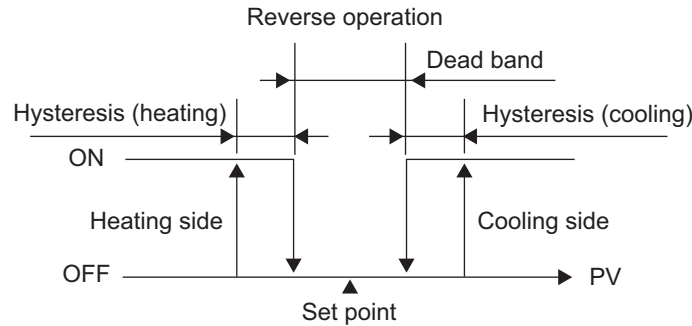 Reverse operation
Dead band
Hysteresis (heating)
Hysteresis (cooling)
ON
Heating side
Cooling side
OFF
PV
Set point